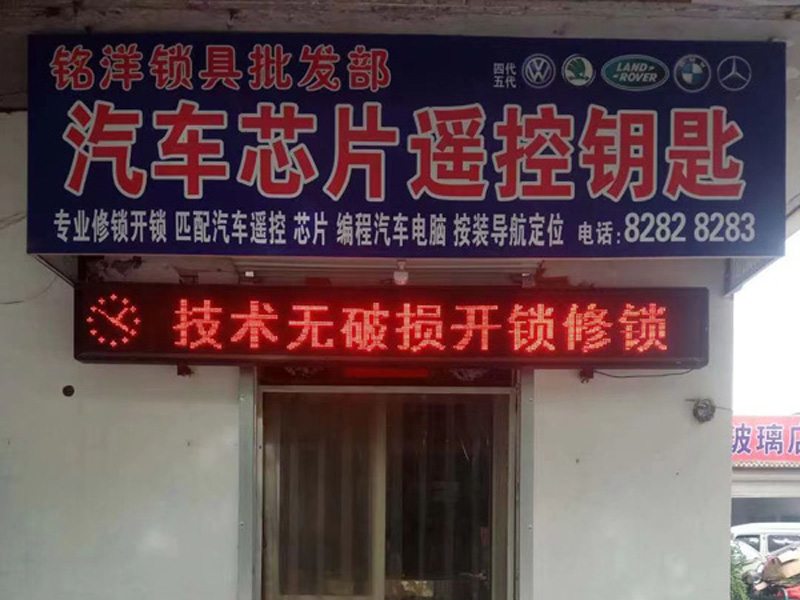 铭洋锁具批发部
四代
五代
LAND
ROVER
汽车芯片遥控钥匙
专业修锁开锁 匹配汽车遥控 芯片 编程汽车电脑 按装导航定位 电话:8282 8283
技术无破损开锁修锁
玻璃店